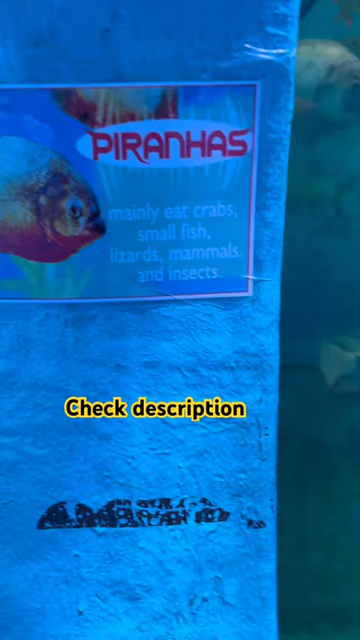 PIRANHAS
mainly eat crabs,
small fish,
lizards, mammals,
and insects.
Check description